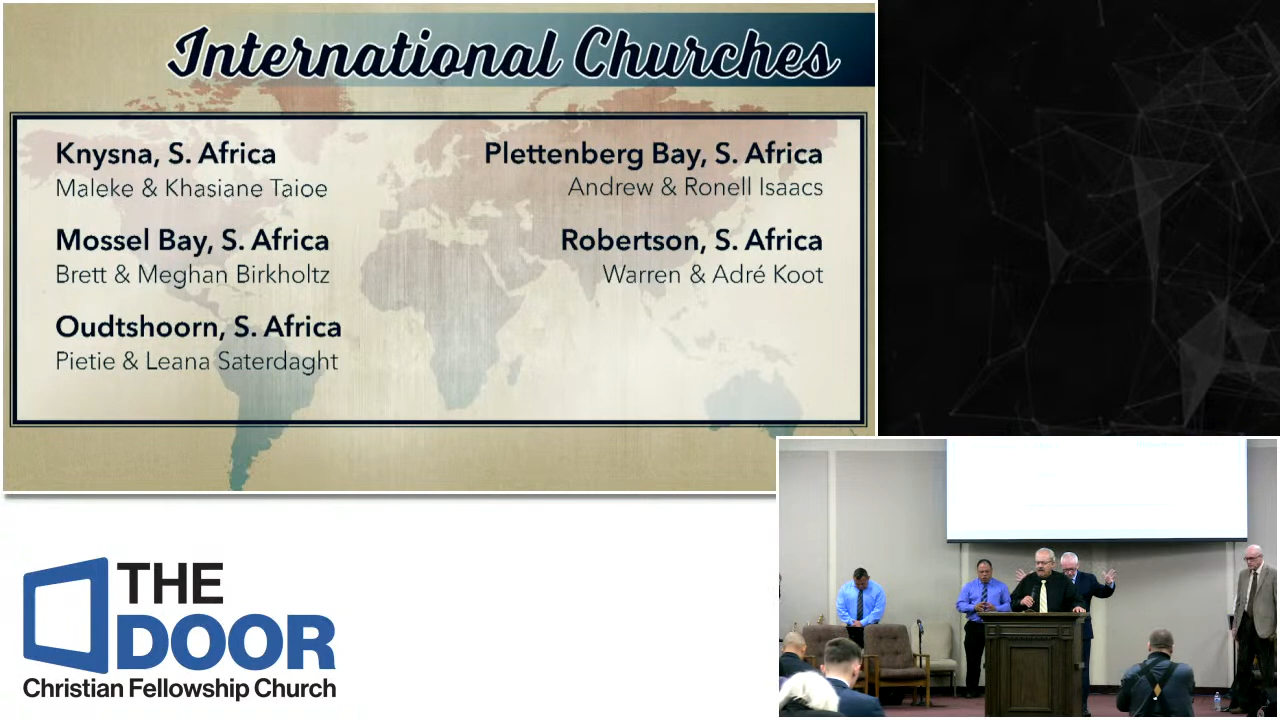 International Churches
Knysna, S. Africa
Maleke & Khasiane Taioe
Mossel Bay, S. Africa
Brett & Meghan Birkholtz
Oudtshoorn, S. Africa
Pietie & Leana Saterdaght
Plettenberg Bay, S. Africa
Andrew & Ronell Isaacs
Robertson, S. Africa
Warren & Adré Koot
THE
DOOR
Christian Fellowship Church